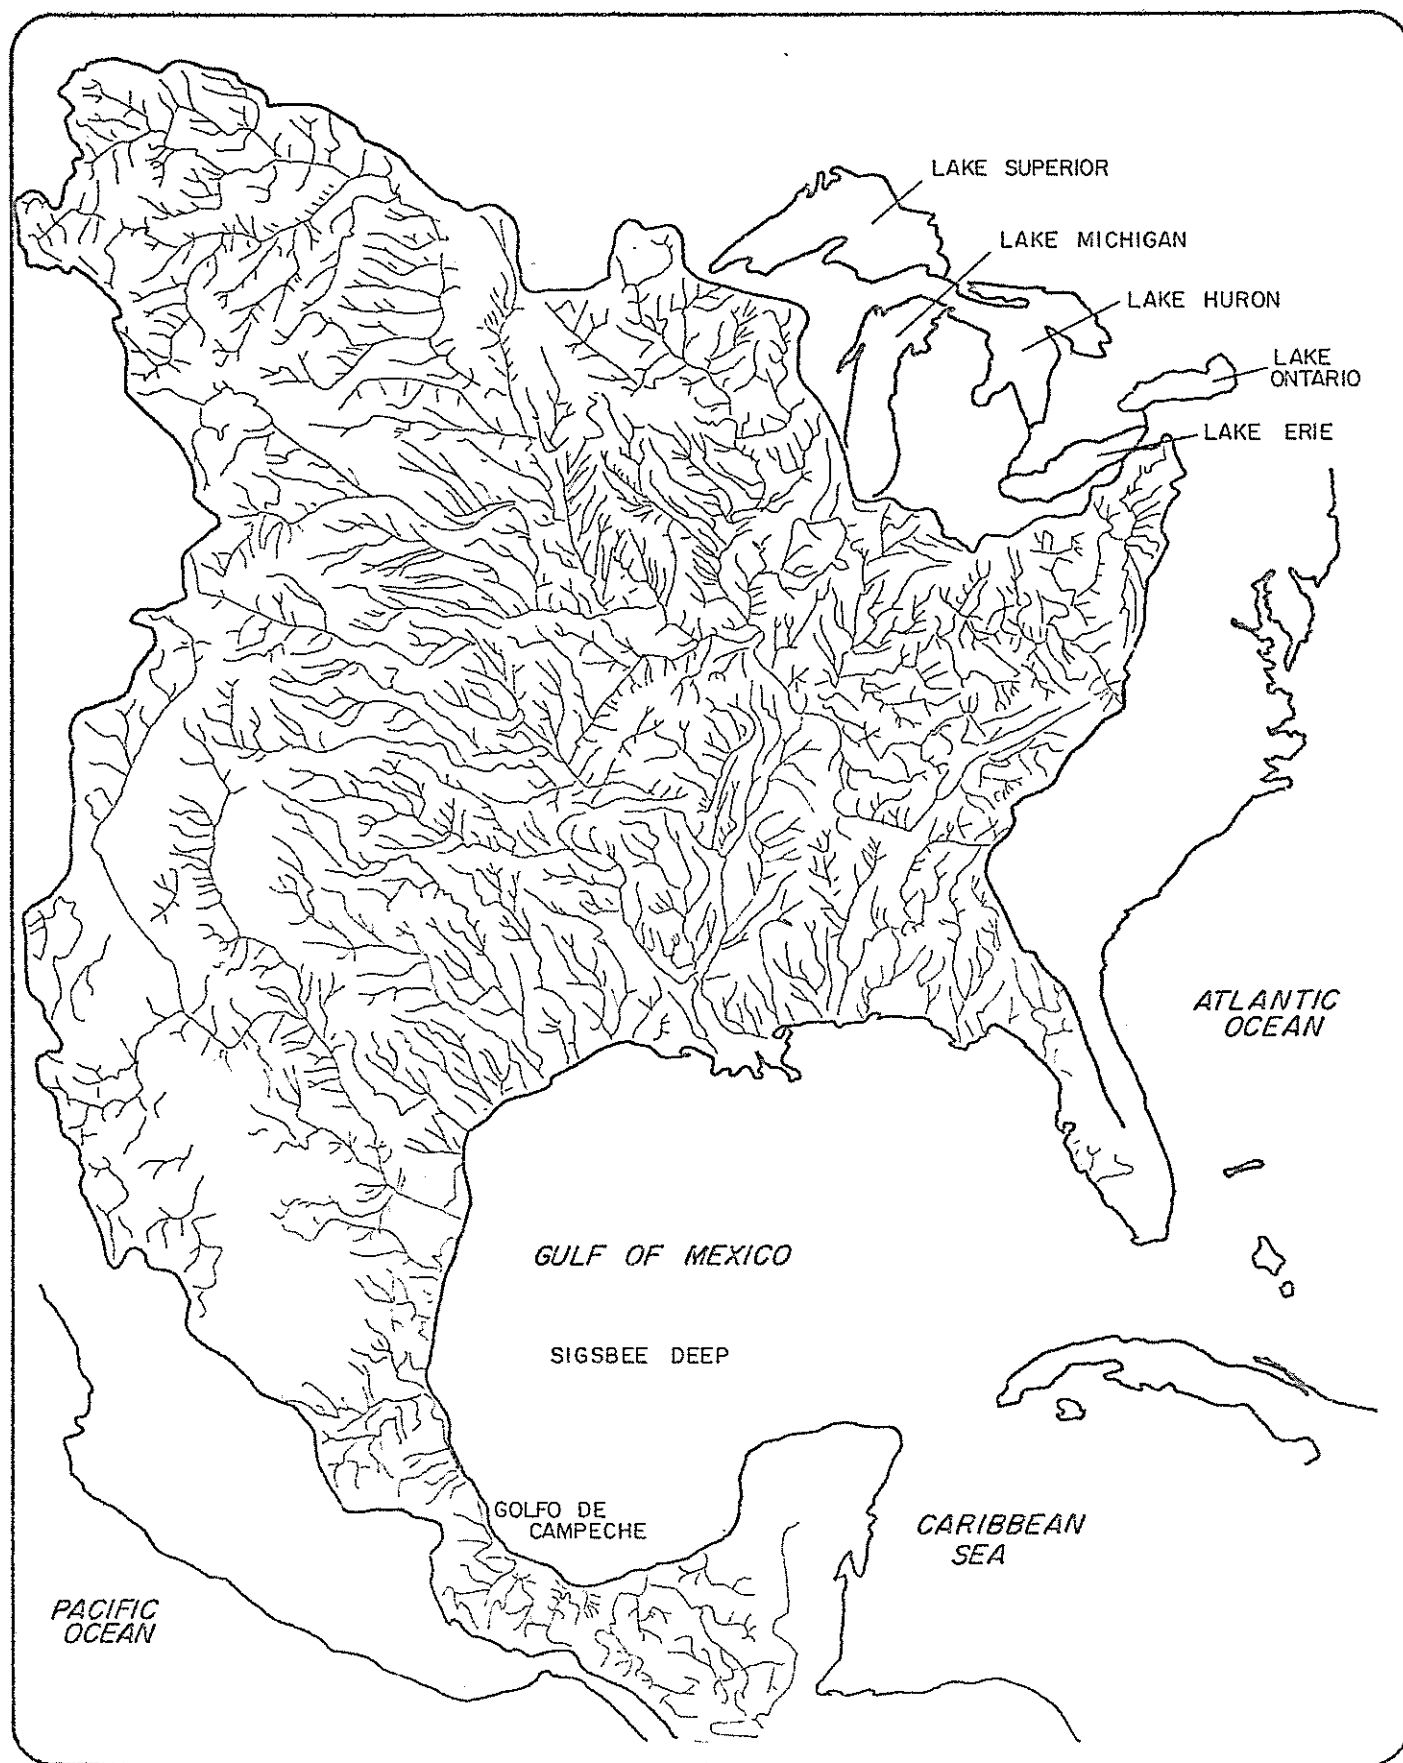 LAKE SUPERIOR
LAKE MICHIGAN
LAKE HURON
LAKE
ONTARIO
LAKE ERIE
ATLANTIC
OCEAN
GULF OF MEXICO
SIGSBEE DEEP
GOLFO DE
CAMPECHE
CARIBBEAN
SEA
PACIFIC
OCEAN